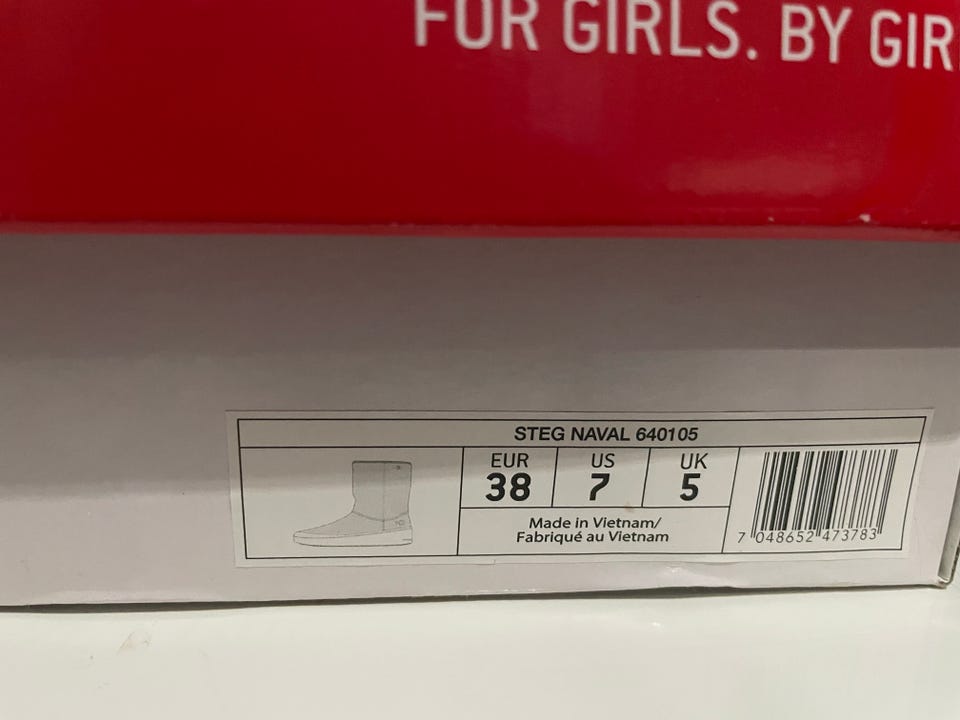 FOR GIRLS. BY
STEG NAVAL 640105
EUR 38
US 7
UK 5
Made in Vietnam/
Fabriqué au Vietnam
7 048652 473783